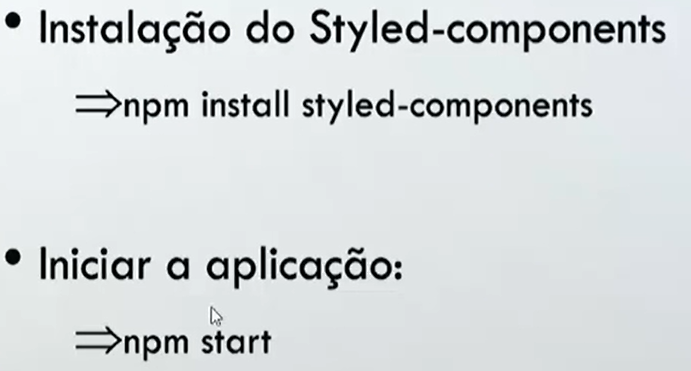 • Instalação do Styled-components
⇒npm install styled-components
• Iniciar a aplicação:
⇒npm start